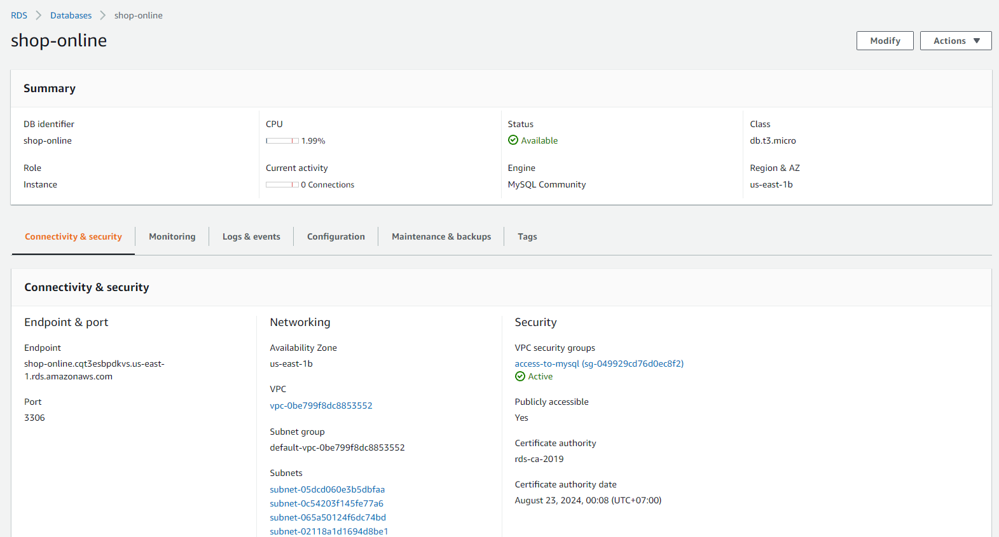 RDS > Databases > shop-online
shop-online
Modify
Actions ▼
Summary
DB identifier
shop-online
CPU
1.99%
Status
Available
Class
db.t3.micro
Role
Instance
Current activity
0 Connections
Engine
MySQL Community
Region & AZ
us-east-1b
Connectivity & security
Monitoring
Logs & events
Configuration
Maintenance & backups
Tags
Connectivity & security
Endpoint & port
Endpoint
shop-online.cqt3esbpdkvs.us-east-
1.rds.amazonaws.com
Port
3306
Networking
Availability Zone
us-east-1b
VPC
vpc-0be799f8dc8853552
Subnet group
default-vpc-0be799f8dc8853552
Subnets
subnet-05dcd060e3b5dbfaa
subnet-0c54203f145fe77a6
subnet-065a50124f6dc74bd
subnet-02118a1d1694d8be1
Security
VPC security groups
access-to-mysql (sg-049929cd76d0ec8f2)
Active
Publicly accessible
Yes
Certificate authority
rds-ca-2019
Certificate authority date
August 23, 2024, 00:08 (UTC+07:00)